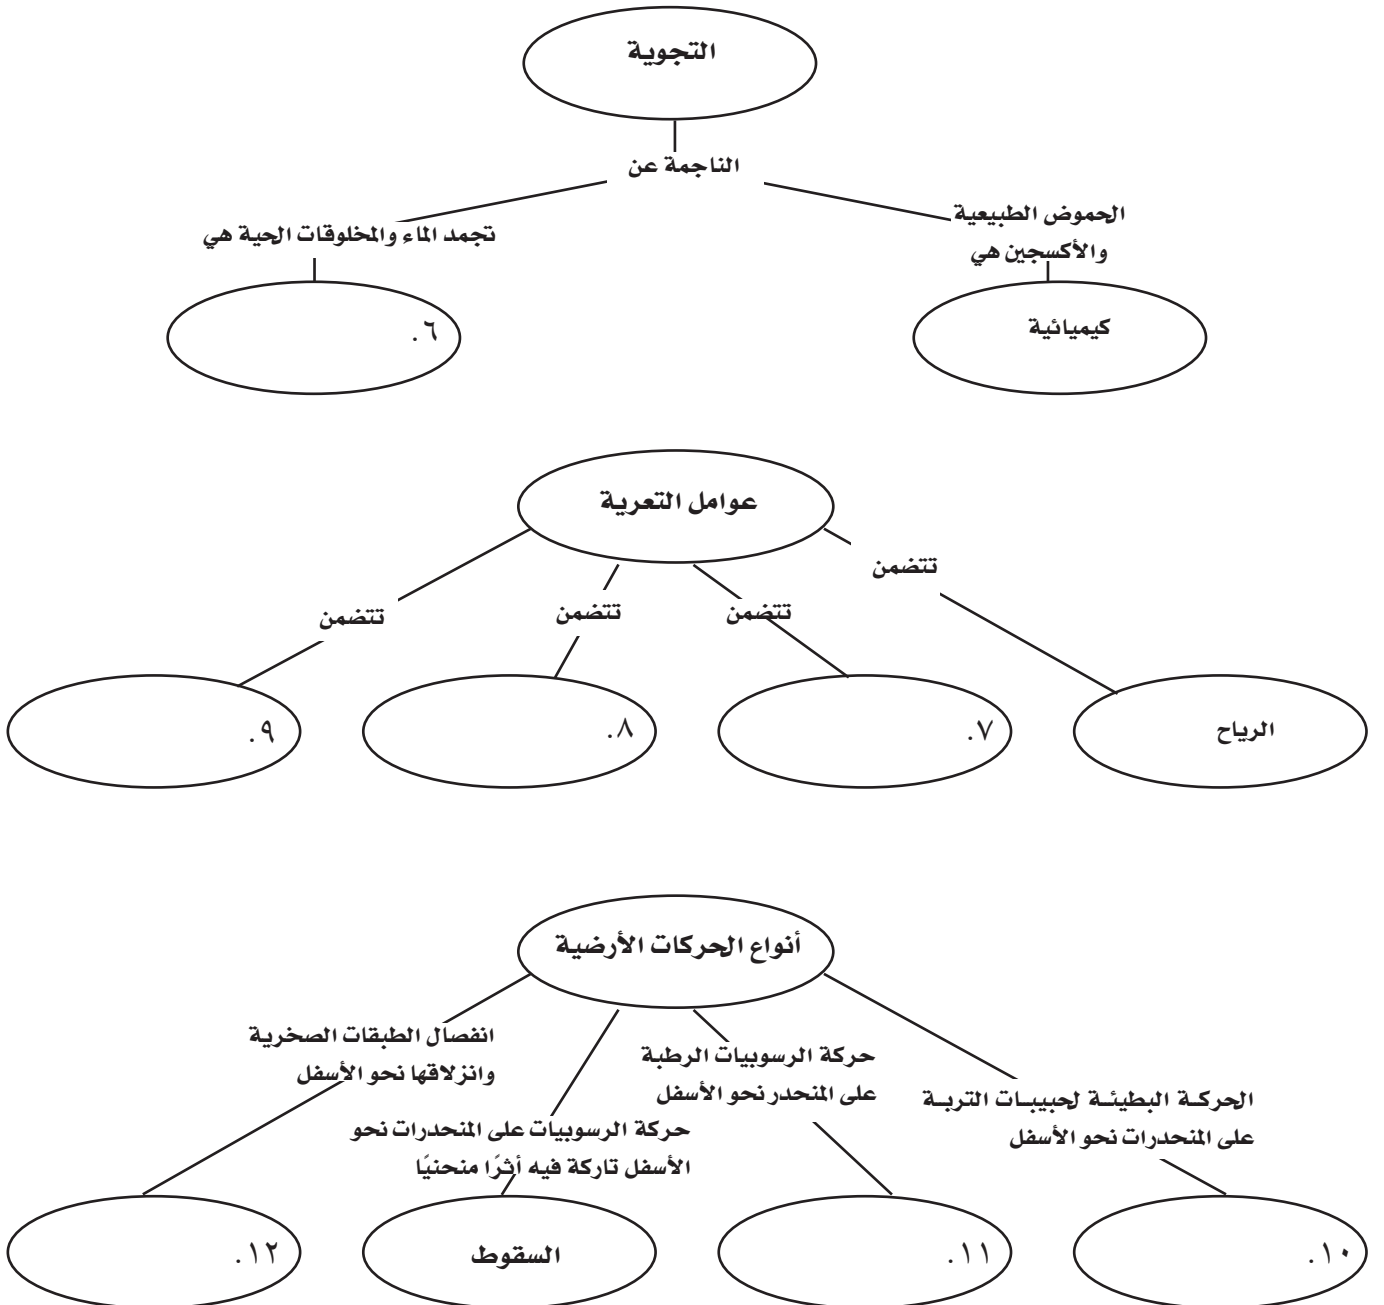 التجوية
الناجمة عن
الحموض الطبيعية
والأكسجين هي
تجمد الماء والمخلوقات الحية هي
كيميائية
٦.
عوامل التعرية
تتضمن
تتضمن
تتضمن
تتضمن
الرياح
٧.
٨.
٩.
أنواع الحركات الأرضية
الحركة البطيئة لحبيبات التربة
على المنحدرات نحو الأسفل
حركة الرسوبيات الرطبة
على المنحدر نحو الأسفل
حركة الرسوبيات على المنحدرات نحو
الأسفل تاركة فيه أثرًا منحنيًا
انفصال الطبقات الصخرية
وانزلاقها نحو الأسفل
١٠.
١١.
السقوط
١٢.